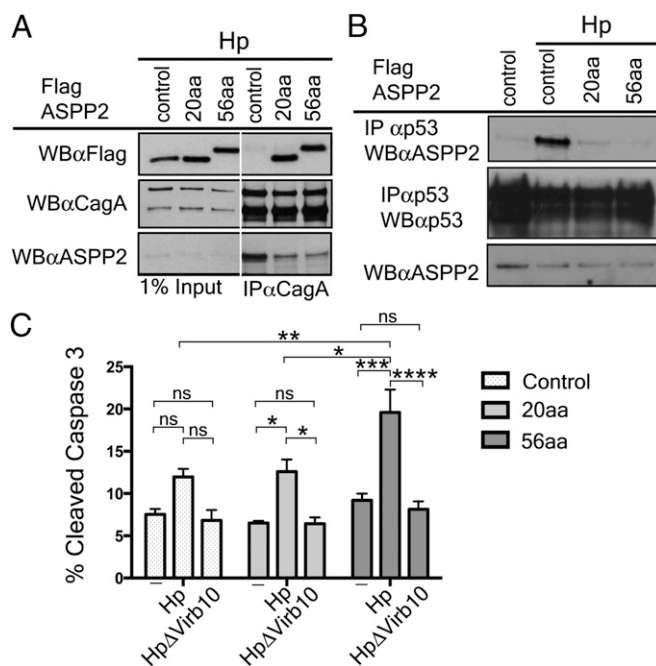 A
Hp
Flag
ASPP2
control
20aa
56aa
control
20aa
56aa
WBαFlag
WBαCagA
WBαASPP2
1% Input
IPαCagA
B
Hp
Flag
ASPP2
control
control
20aa
56aa
IP αp53
WBαASPP2
IPαp53
WBαp53
WBαASPP2
C
% Cleaved Caspase 3
25
20
15
10
5
0
ns
** 
* 
ns
ns
*** 
****
ns
ns
* 
* 
– Hp HpΔVirb10
– Hp HpΔVirb10
– Hp HpΔVirb10
Control
20aa
56aa